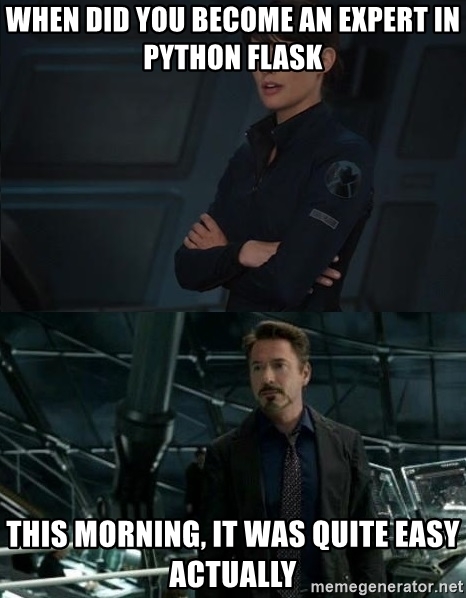 WHEN DID YOU BECOME AN EXPERT IN
PYTHON FLASK
THIS MORNING, IT WAS QUITE EASY
ACTUALLY
memegenerator.net